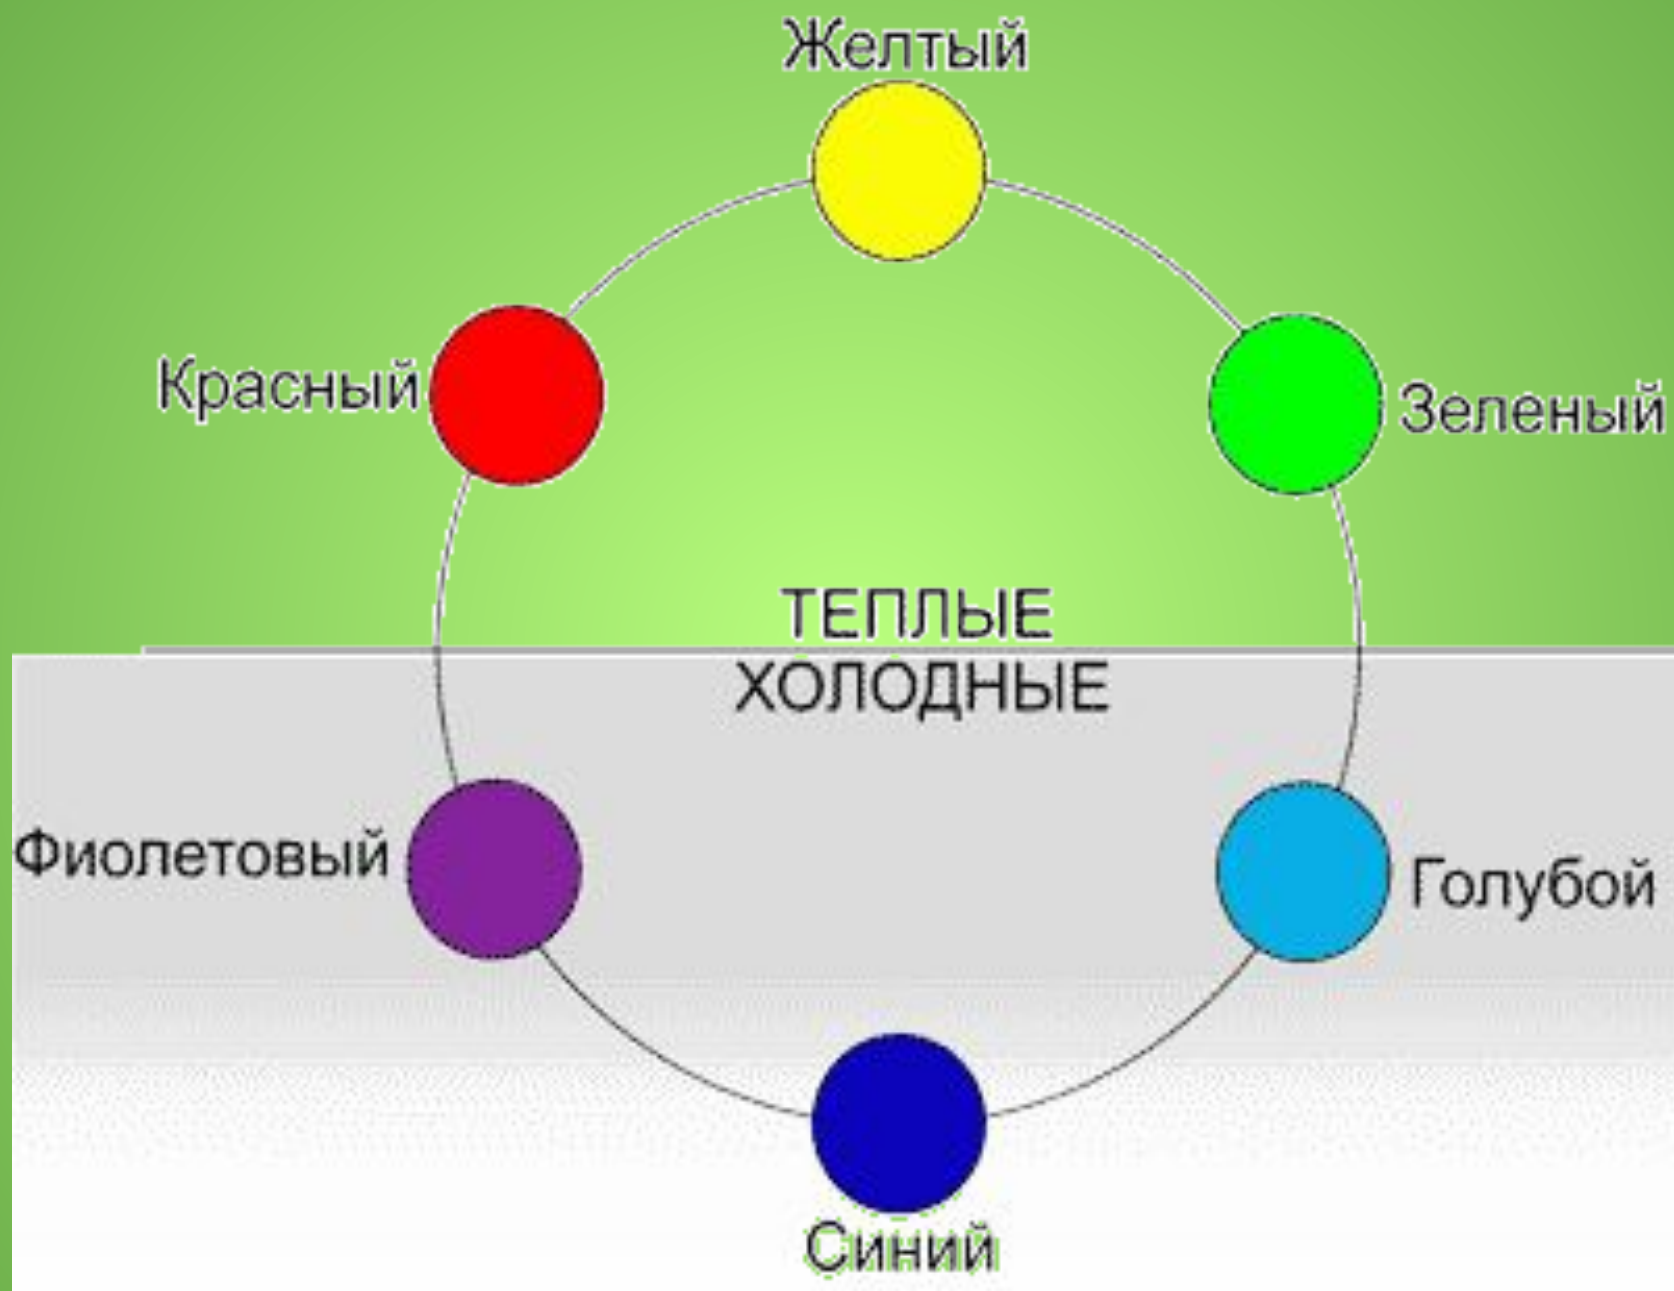 Желтый
Красный
Зеленый
ТЕПЛЫЕ
ХОЛОДНЫЕ
Фиолетовый
Голубой
Синий